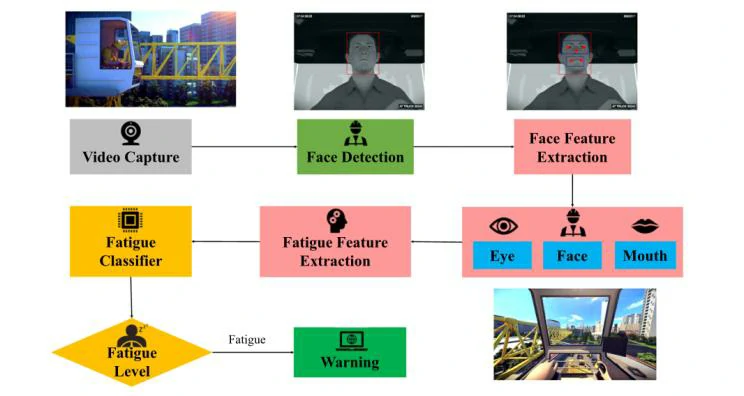 Video Capture
Face Detection
Face Feature
Extraction
Eye
Face
Mouth
Fatigue Feature
Extraction
Fatigue
Classifier
Fatigue
Level
Fatigue
Warning